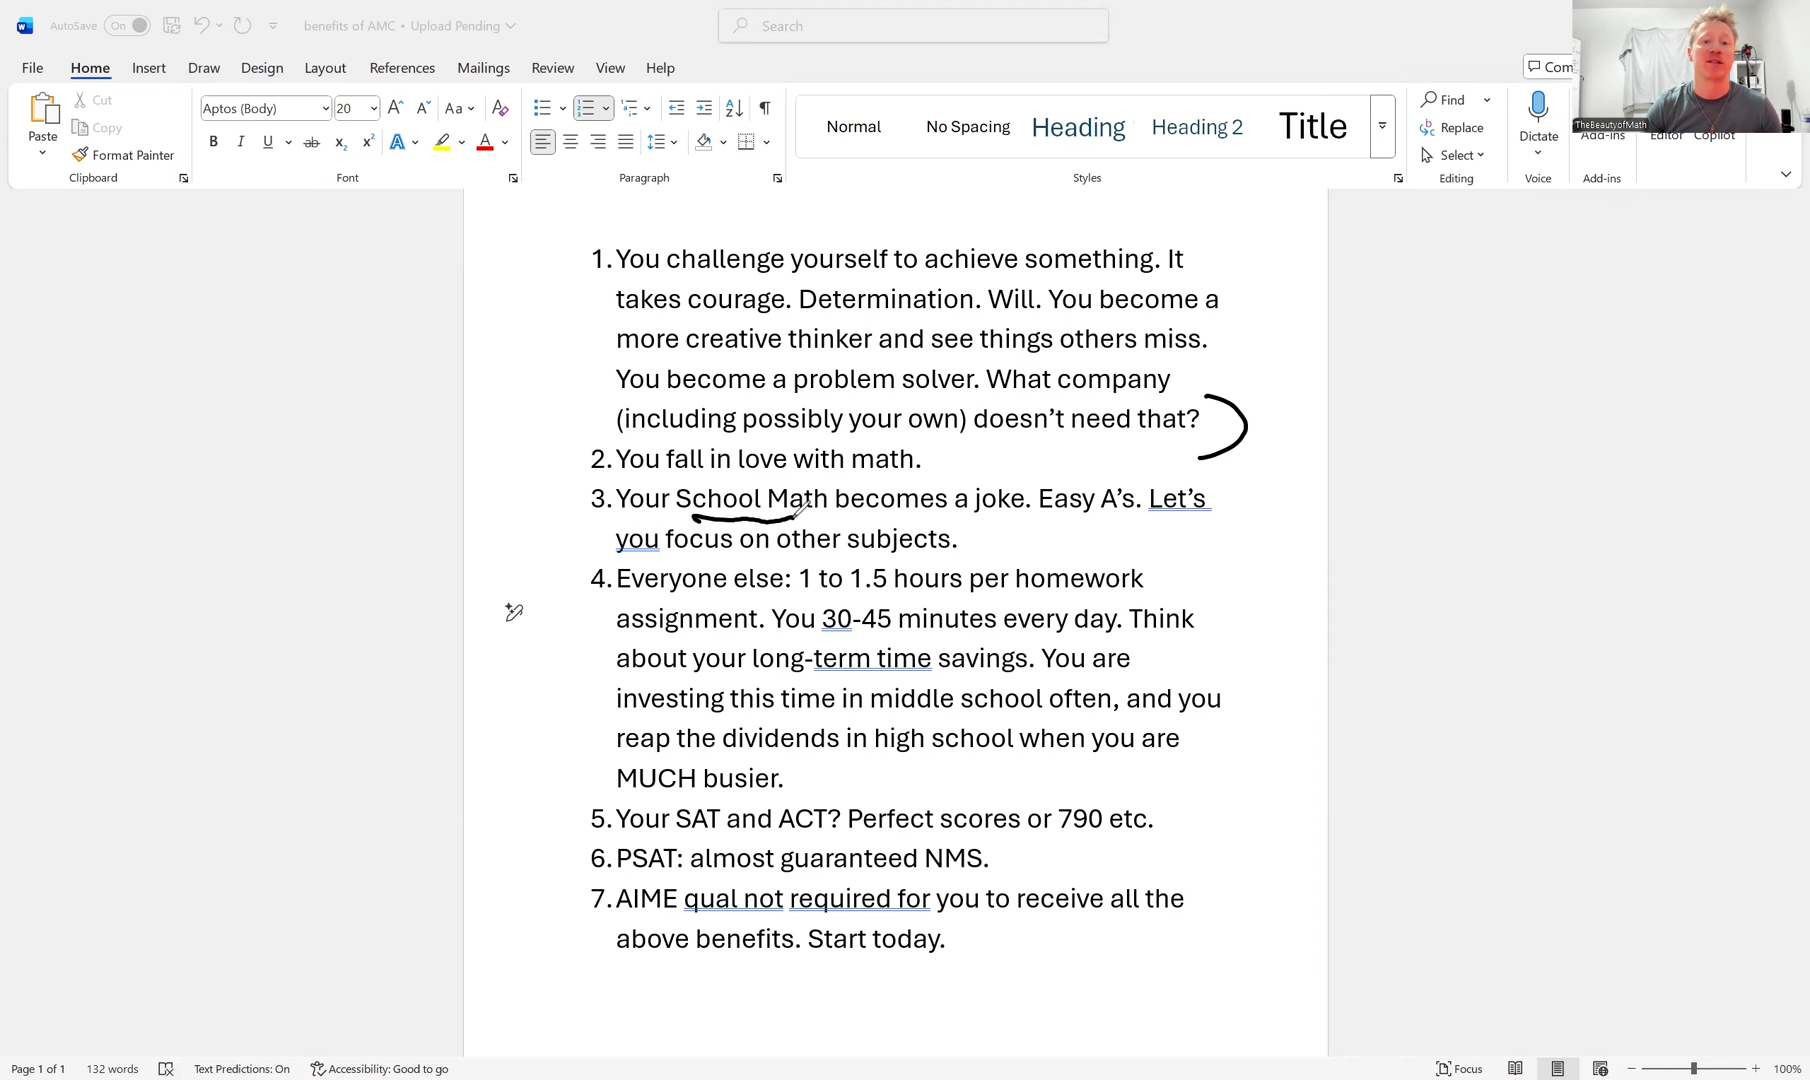 AutoSave On benefits of AMC • Upload Pending Search
File Home Insert Draw Design Layout References Mailings Review View Help Com
Paste Cut Copy Format Painter
Clipboard
Aptos (Body) 20 Aa
B I U ab x₂ x² A A
Font
Paragraph
Normal No Spacing Heading Heading 2 Title
Styles
Find Replace Select
Editing
Dictate
Voice
Add-ins
Add-ins
Editor Copilot
TheBeautyofMath
1. You challenge yourself to achieve something. It
takes courage. Determination. Will. You become a
more creative thinker and see things others miss.
You become a problem solver. What company
(including possibly your own) doesn’t need that?
2. You fall in love with math.
3. Your School Math becomes a joke. Easy A’s. Let’s
you focus on other subjects.
4. Everyone else: 1 to 1.5 hours per homework
assignment. You 30-45 minutes every day. Think
about your long-term time savings. You are
investing this time in middle school often, and you
reap the dividends in high school when you are
MUCH busier.
5. Your SAT and ACT? Perfect scores or 790 etc.
6. PSAT: almost guaranteed NMS.
7. AIME qual not required for you to receive all the
above benefits. Start today.
Page 1 of 1 132 words Text Predictions: On Accessibility: Good to go Focus 100%